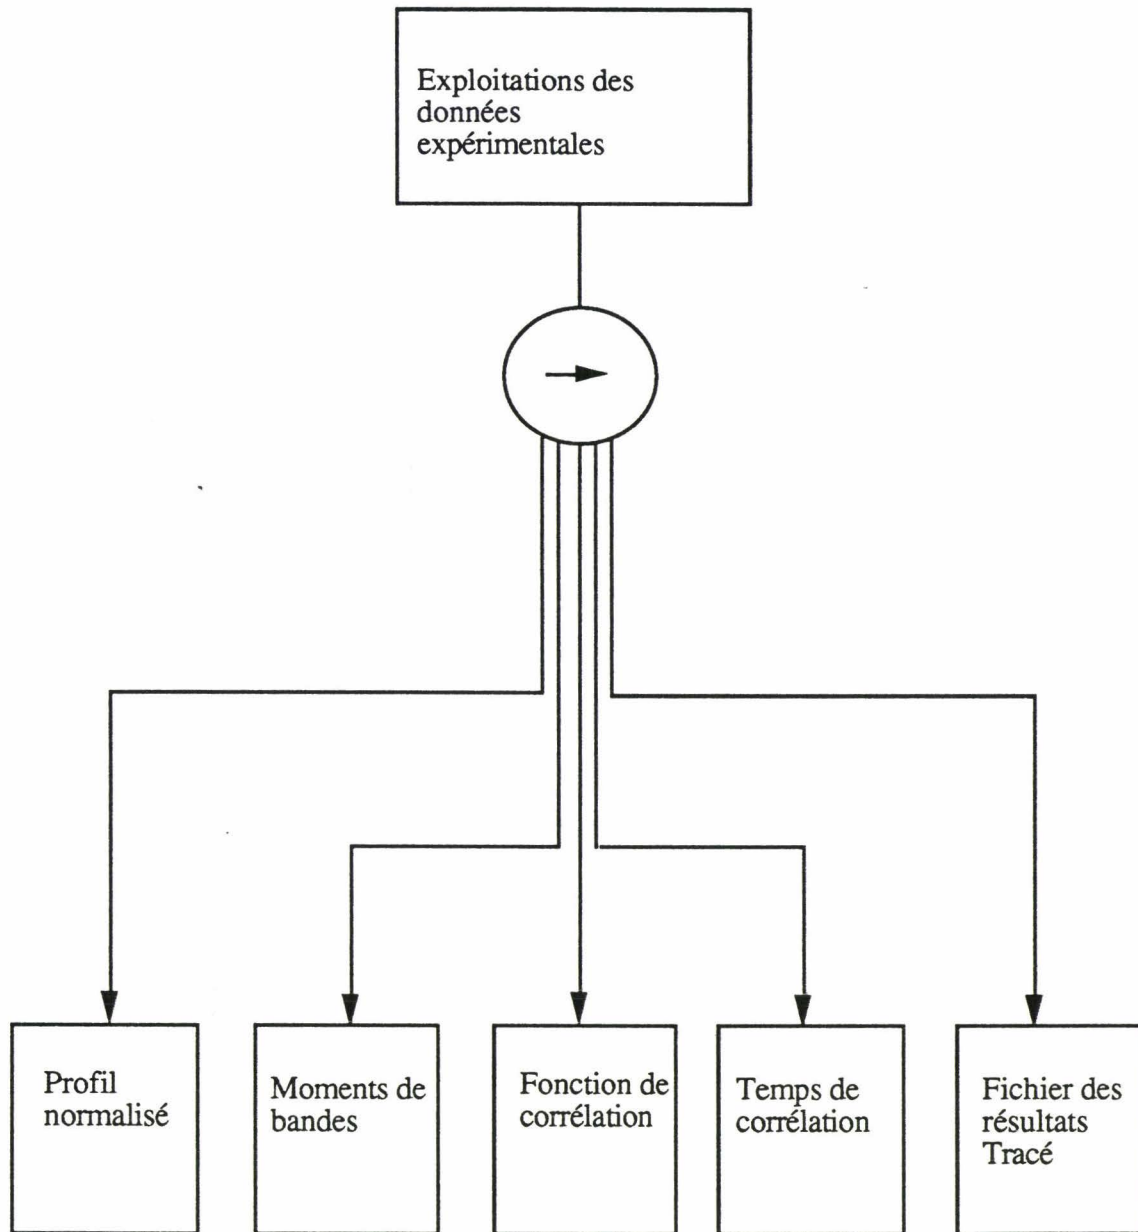 Exploitations des
données
expérimentales
Profil
normalisé
Moments de
bandes
Fonction de
corrélation
Temps de
corrélation
Fichier des
résultats
Tracé